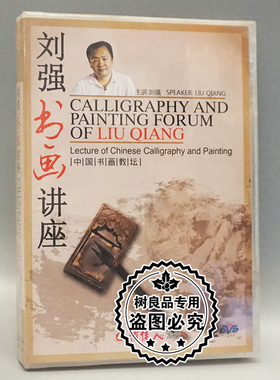 刘强书画讲座
主讲:刘强 SPEAKER: LIU QIANG
CALLIGRAPHY AND
PAINTING FORUM
OF LIU QIANG
Lecture of Chinese Calligraphy and Painting
|中|国|书|画|教|坛|
树良品专用
盗图必究